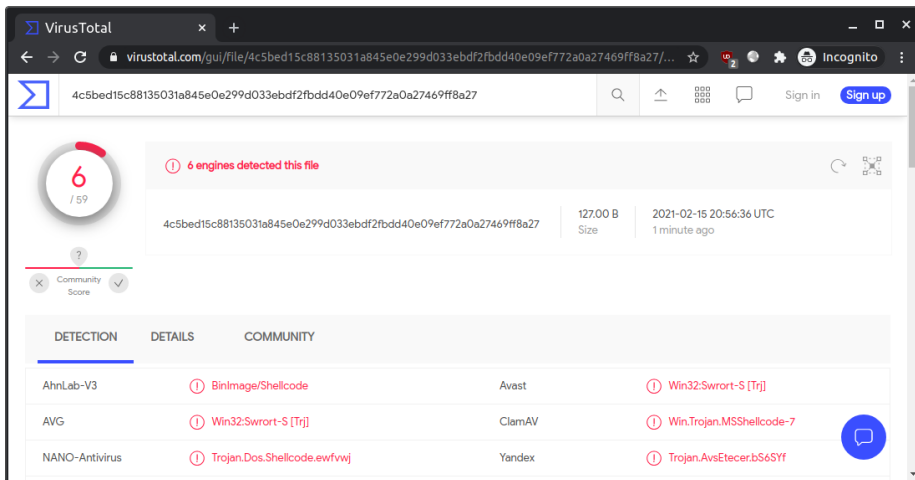 VirusTotal
virustotal.com/gui/file/4c5bed15c88135031a845e0e299d033ebdf2fbdd40e09ef772a0a27469ff8a27/...
2
Incognito
4c5bed15c88135031a845e0e299d033ebdf2fbdd40e09ef772a0a27469ff8a27
Sign in
Sign up
6
/ 59
6 engines detected this file
4c5bed15c88135031a845e0e299d033ebdf2fbdd40e09ef772a0a27469ff8a27
127.00 B
Size
2021-02-15 20:56:36 UTC
1 minute ago
?
Community
Score
DETECTION DETAILS COMMUNITY
AhnLab-V3 BinImage/Shellcode Avast Win32:Swrort-S [Trj]
AVG Win32:Swrort-S [Trj] ClamAV Win.Trojan.MSShellcode-7
NANO-Antivirus Trojan.Dos.Shellcode.ewfvwj Yandex Trojan.AvsEtecer.bS6SYf